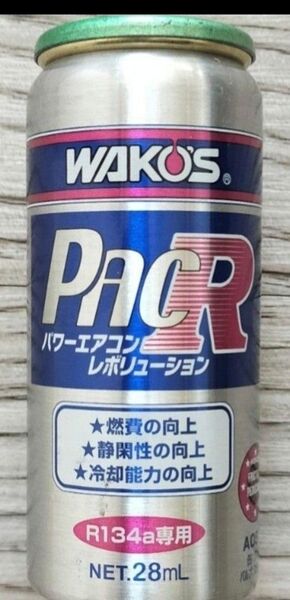 WAKO'S®
PAC R
パワーエアコン
レボリューション
★燃費の向上
★静閑性の向上
★冷却能力の向上
R134a専用
NET.28mL